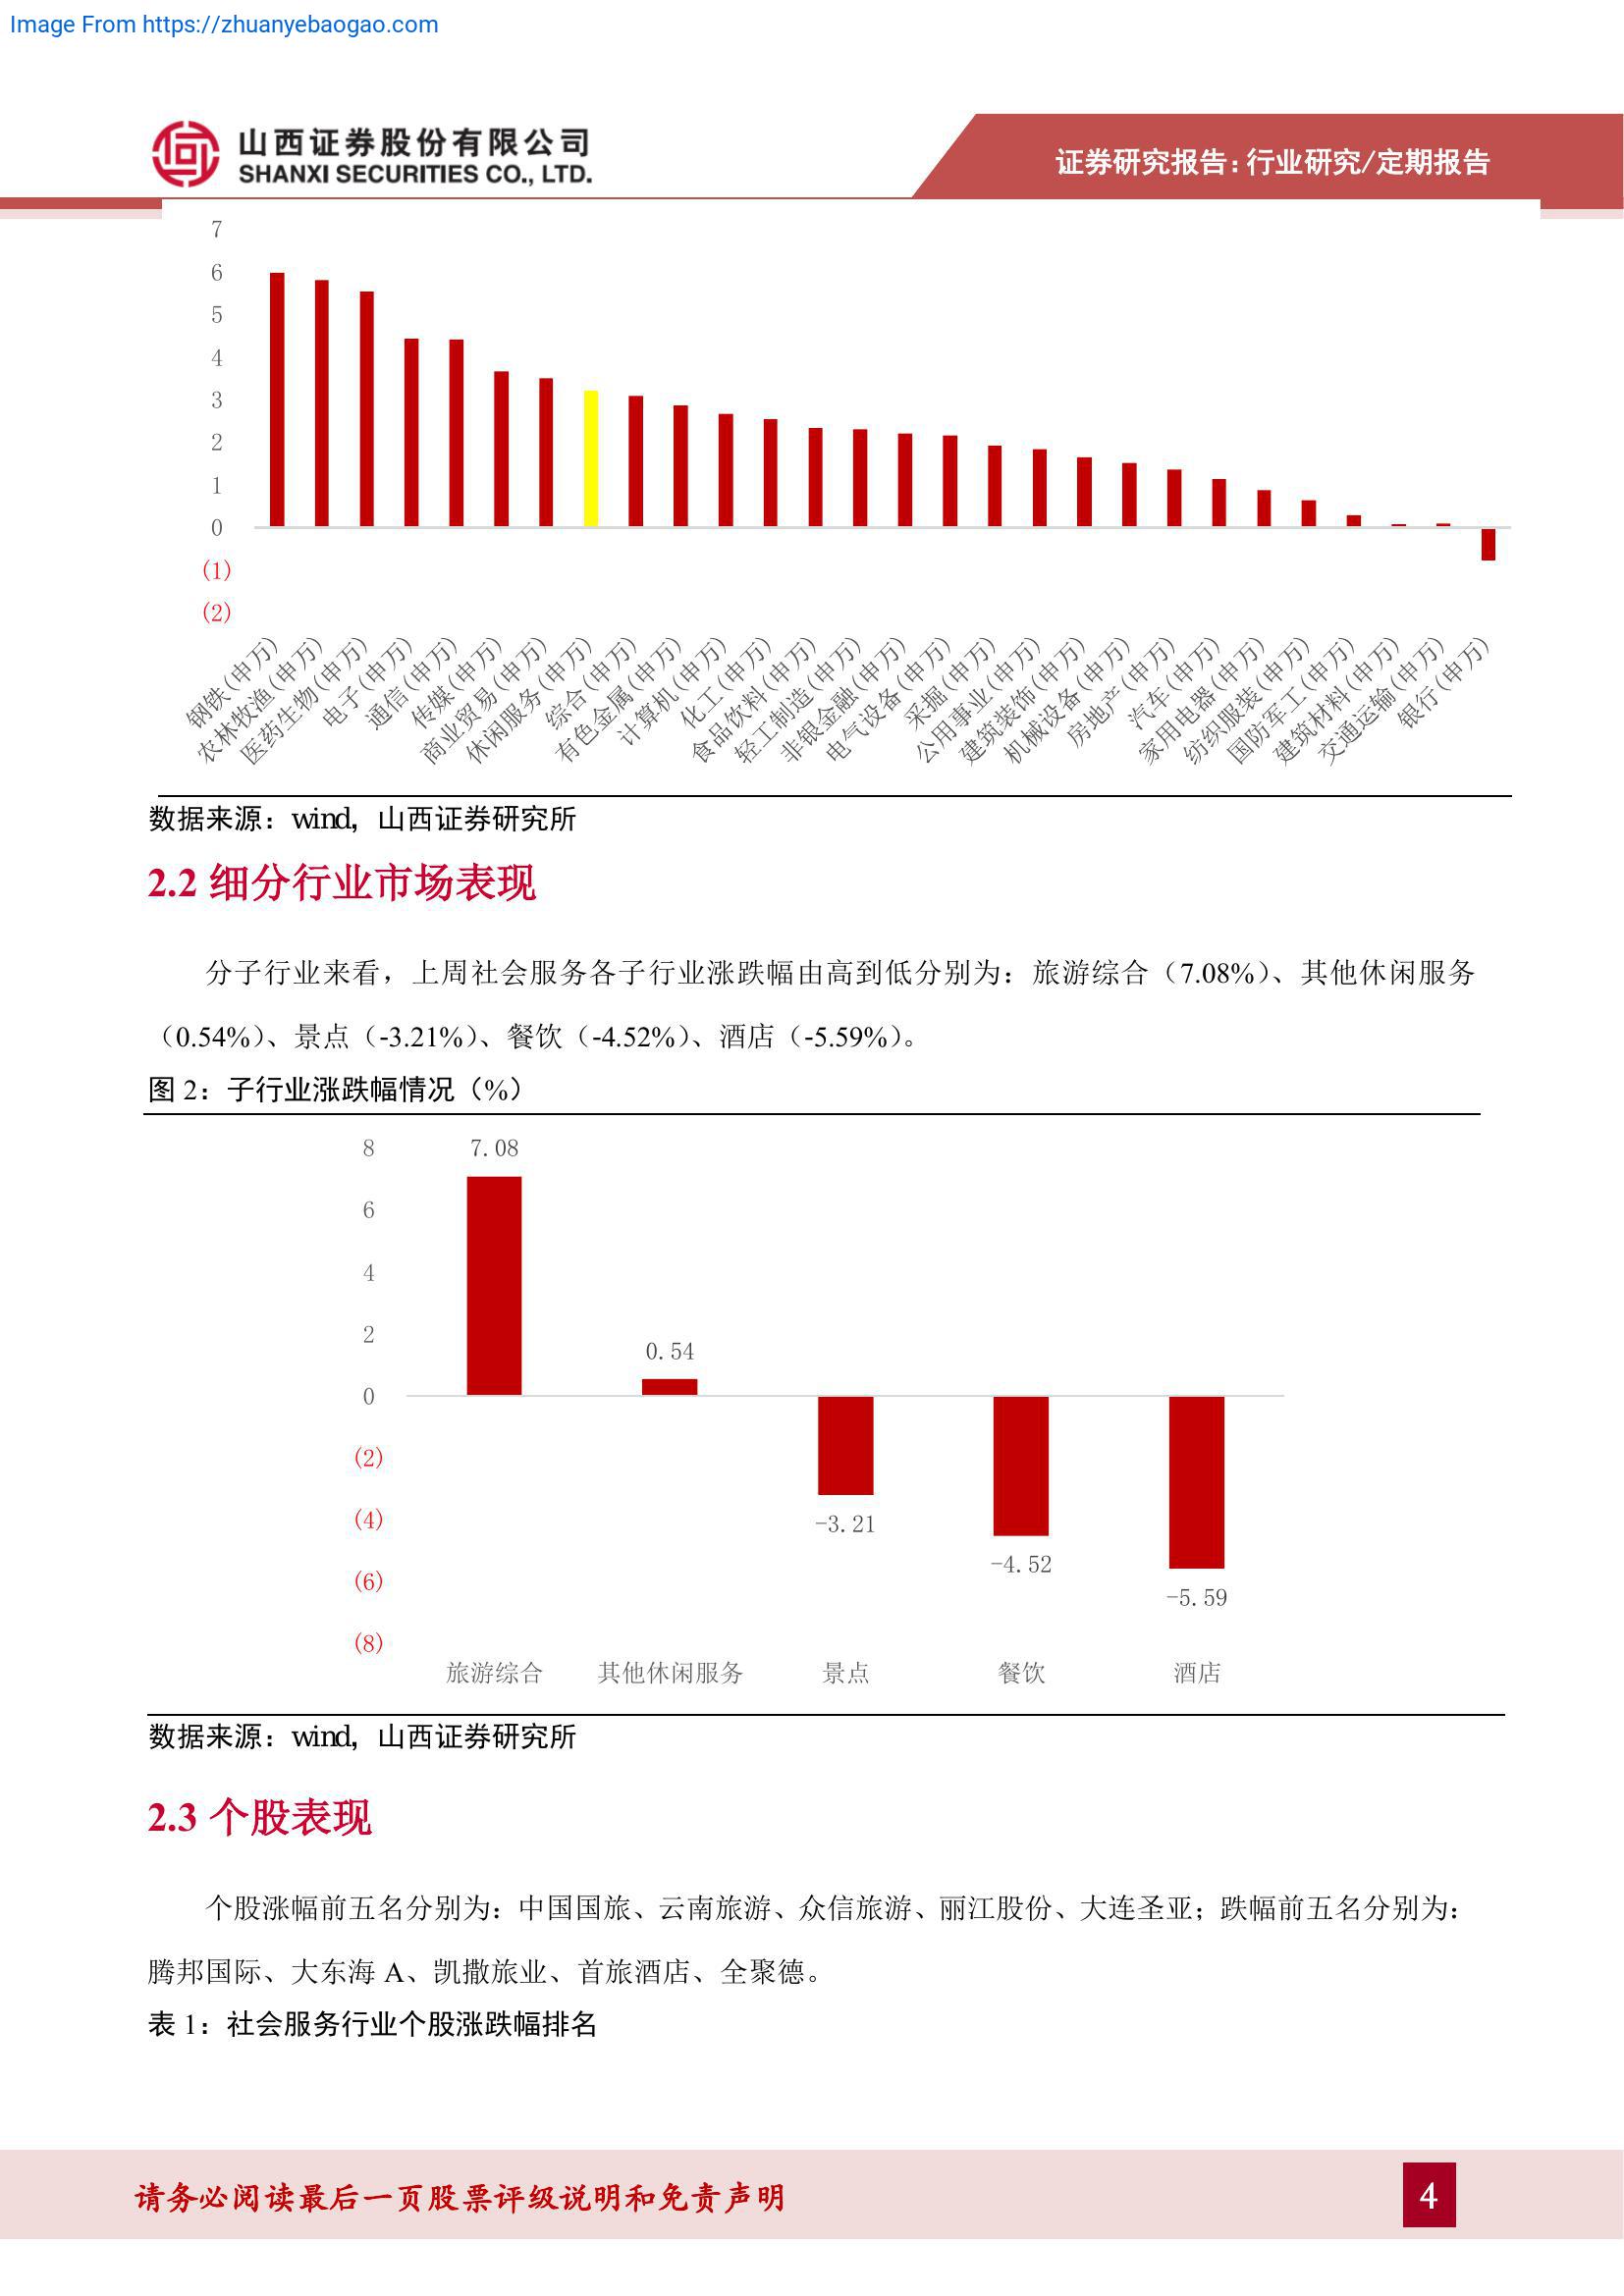 Image From https://zhuanyebaogao.com
山西证券股份有限公司
SHANXI SECURITIES CO., LTD.
证券研究报告：行业研究/定期报告
7
6
5
4
3
2
1
0
(1)
(2)
钢铁(申万)
农林牧渔(申万)
医药生物(申万)
电子(申万)
通信(申万)
传媒(申万)
商业贸易(申万)
休闲服务(申万)
综合(申万)
有色金属(申万)
计算机(申万)
化工(申万)
食品饮料(申万)
轻工制造(申万)
非银金融(申万)
电气设备(申万)
采掘(申万)
公用事业(申万)
建筑装饰(申万)
机械设备(申万)
房地产(申万)
汽车(申万)
家用电器(申万)
纺织服装(申万)
国防军工(申万)
建筑材料(申万)
交通运输(申万)
银行(申万)
数据来源：wind，山西证券研究所
2.2 细分行业市场表现
分子行业来看，上周社会服务各子行业涨跌幅由高到低分别为：旅游综合（7.08%）、其他休闲服务
（0.54%）、景点（-3.21%）、餐饮（-4.52%）、酒店（-5.59%）。
图 2：子行业涨跌幅情况（%）
8
6
4
2
0
(2)
(4)
(6)
(8)
7.08
0.54
-3.21
-4.52
-5.59
旅游综合 其他休闲服务 景点 餐饮 酒店
数据来源：wind，山西证券研究所
2.3 个股表现
个股涨幅前五名分别为：中国国旅、云南旅游、众信旅游、丽江股份、大连圣亚；跌幅前五名分别为：
腾邦国际、大东海 A、凯撒旅业、首旅酒店、全聚德。
表 1：社会服务行业个股涨跌幅排名
请务必阅读最后一页股票评级说明和免责声明
4